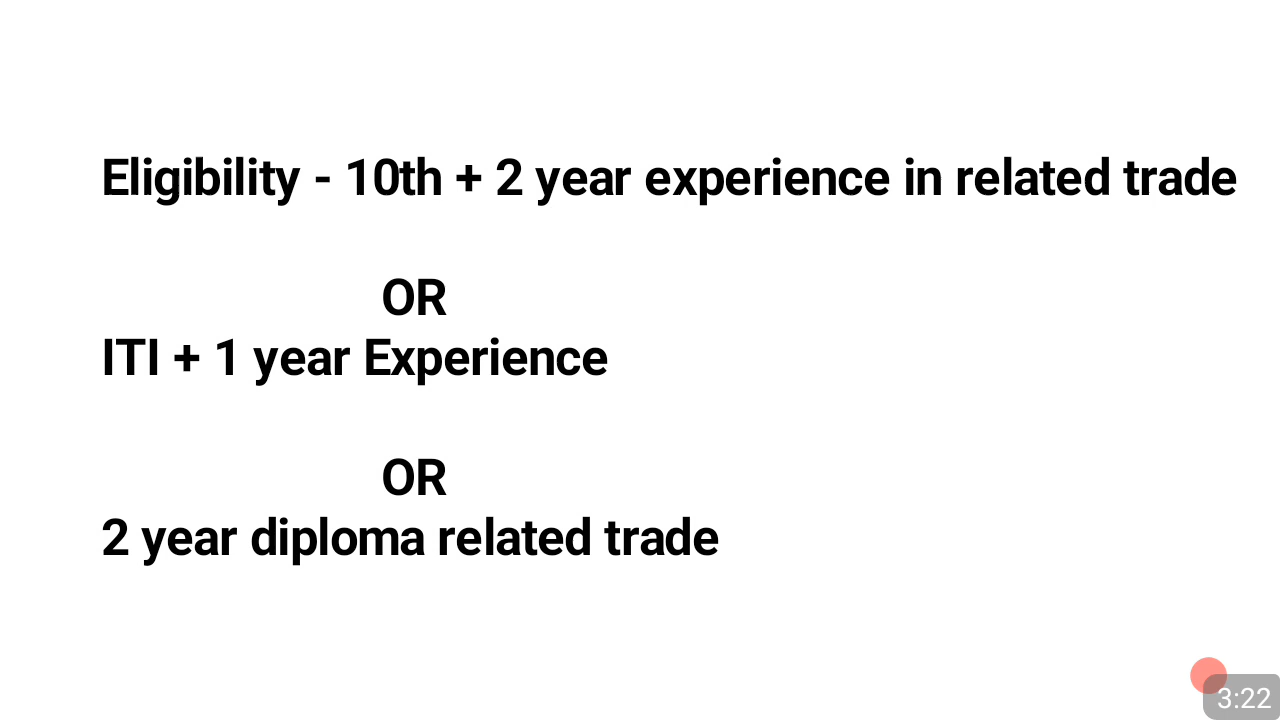 Eligibility - 10th + 2 year experience in related trade
OR
ITI + 1 year Experience
OR
2 year diploma related trade
3:22